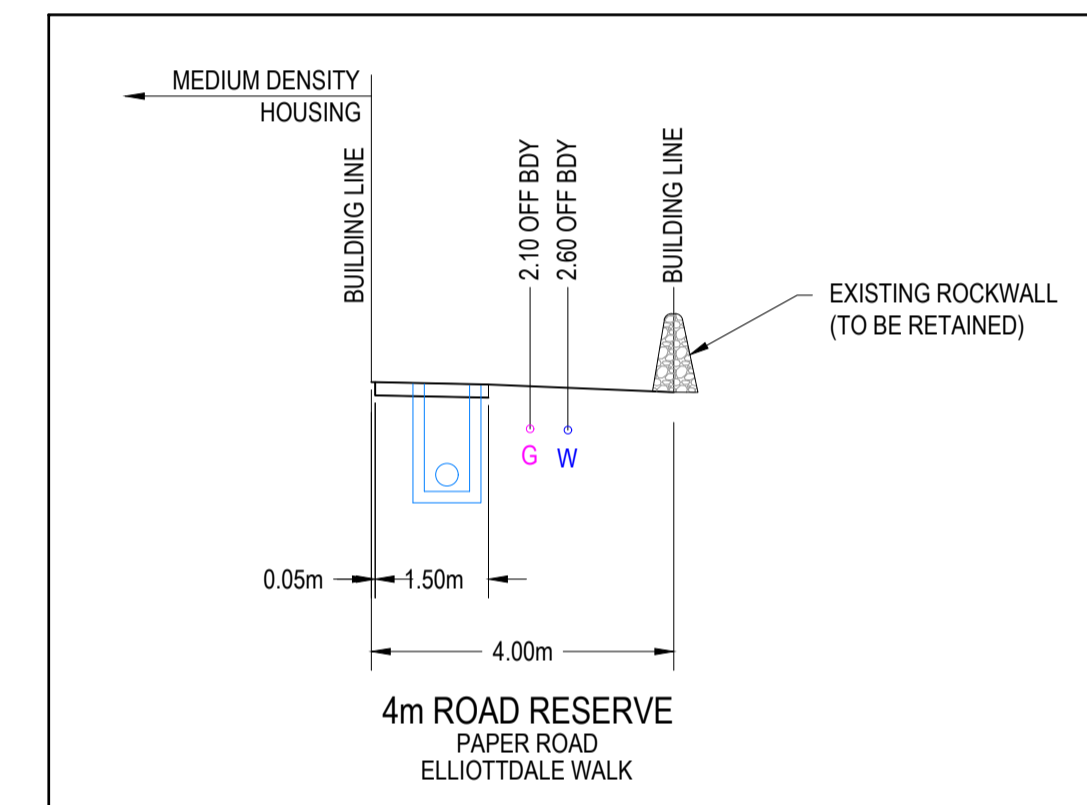 MEDIUM DENSITY
HOUSING
BUILDING LINE
2.10 OFF BDY
2.60 OFF BDY
BUILDING LINE
EXISTING ROCKWALL
(TO BE RETAINED)
G
W
0.05m
1.50m
4.00m
4m ROAD RESERVE
PAPER ROAD
ELLIOTTDALE WALK